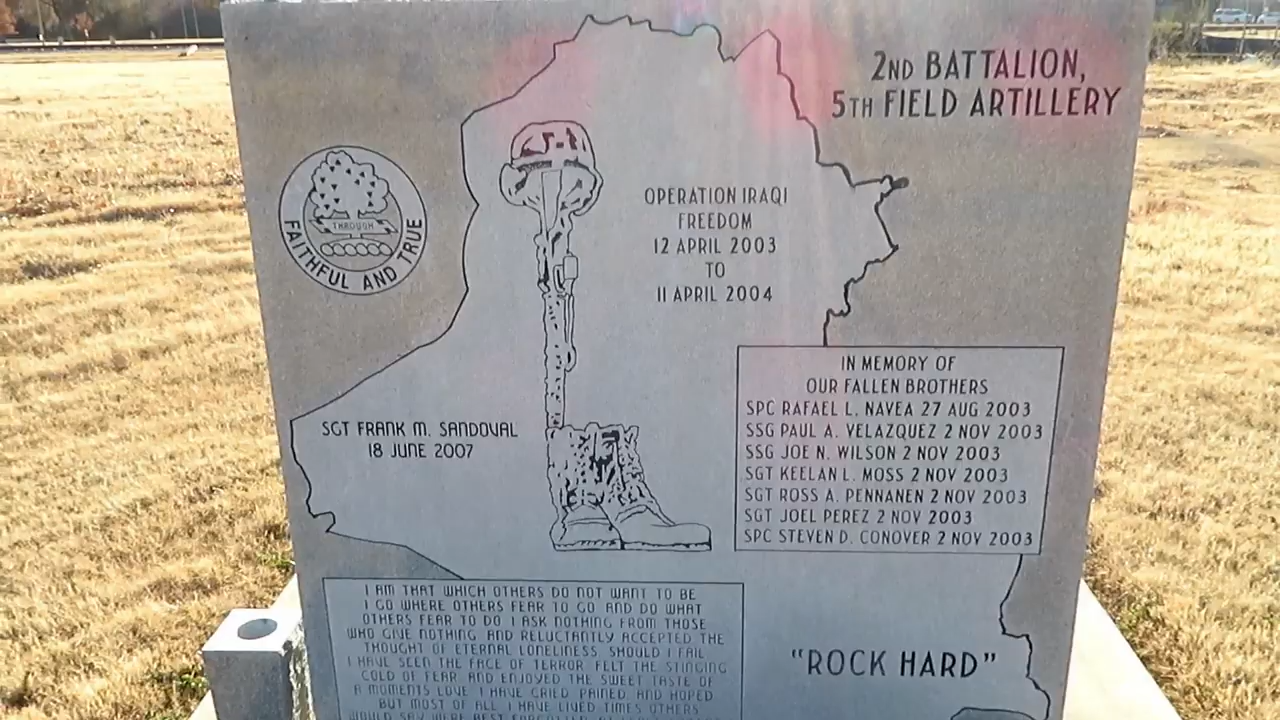 2ND BATTALION,
5TH FIELD ARTILLERY
THROUGH
FAITHFUL AND TRUE
OPERATION IRAQI
FREEDOM
12 APRIL 2003
TO
11 APRIL 2004
IN MEMORY OF
OUR FALLEN BROTHERS
SPC RAFAEL L. NAVEA 27 AUG 2003
SSG PAUL A. VELAZQUEZ 2 NOV 2003
SSG JOE N. WILSON 2 NOV 2003
SGT KEELAN L. MOSS 2 NOV 2003
SGT ROSS A. PENNANEN 2 NOV 2003
SGT JOEL PEREZ 2 NOV 2003
SPC STEVEN D. CONOVER 2 NOV 2003
SGT FRANK M. SANDOVAL
18 JUNE 2007
I AM THAT WHICH OTHERS DO NOT WANT TO BE
I GO WHERE OTHERS FEAR TO GO AND DO WHAT
OTHERS FEAR TO DO I ASK NOTHING FROM THOSE
WHO GIVE NOTHING AND RELUCTANTLY ACCEPTED THE
THOUGHT OF ETERNAL LONELINESS SHOULD I FAIL
I HAVE SEEN THE FACE OF TERROR FELT THE STINGING
COLD OF FEAR AND ENJOYED THE SWEET TASTE OF
A MOMENTS LOVE I HAVE CRIED PAINED AND HOPED
BUT MOST OF ALL I HAVE LIVED TIMES OTHERS
WOULD SAY WERE BEST FORGOTTEN
"ROCK HARD"